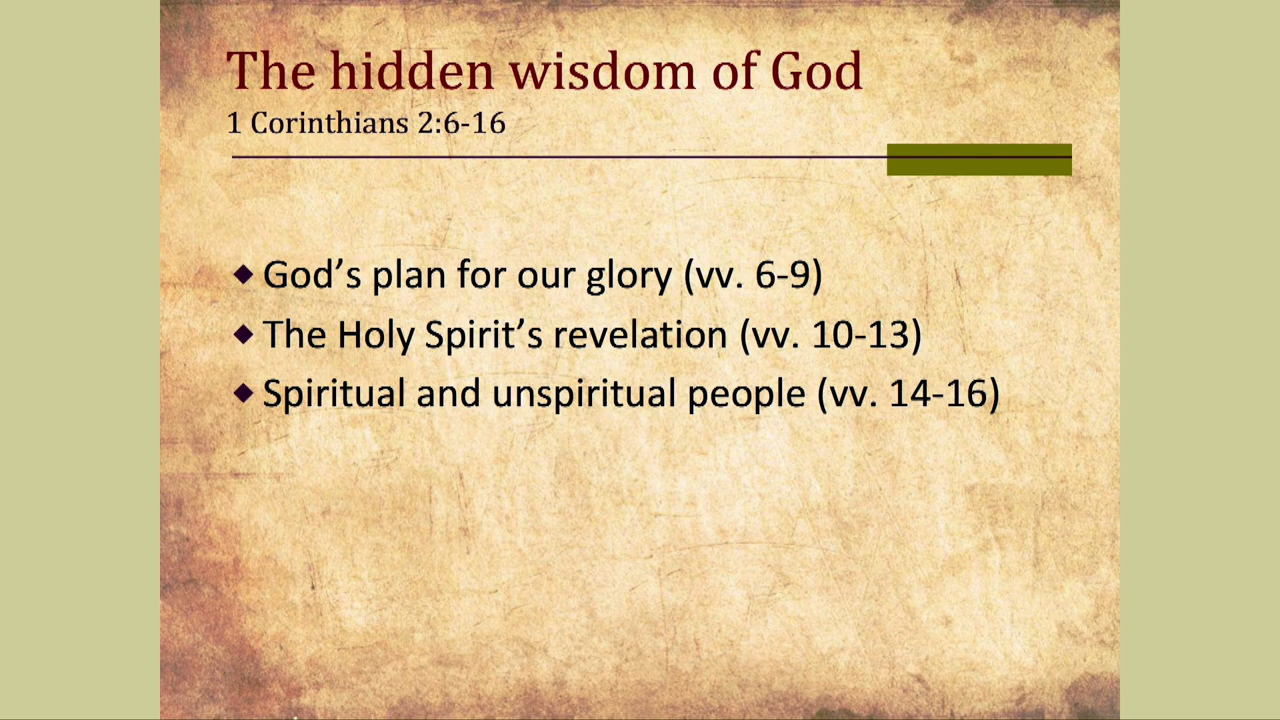 The hidden wisdom of God
1 Corinthians 2:6-16
God’s plan for our glory (vv. 6-9)
The Holy Spirit’s revelation (vv. 10-13)
Spiritual and unspiritual people (vv. 14-16)